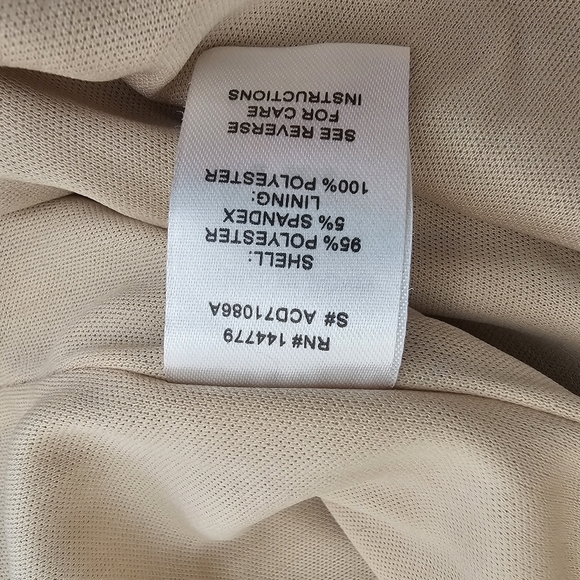 RN# 144779
S# ACD71086A
SHELL:
95% POLYESTER
5% SPANDEX
LINING:
100% POLYESTER
SEE REVERSE
FOR CARE
INSTRUCTIONS